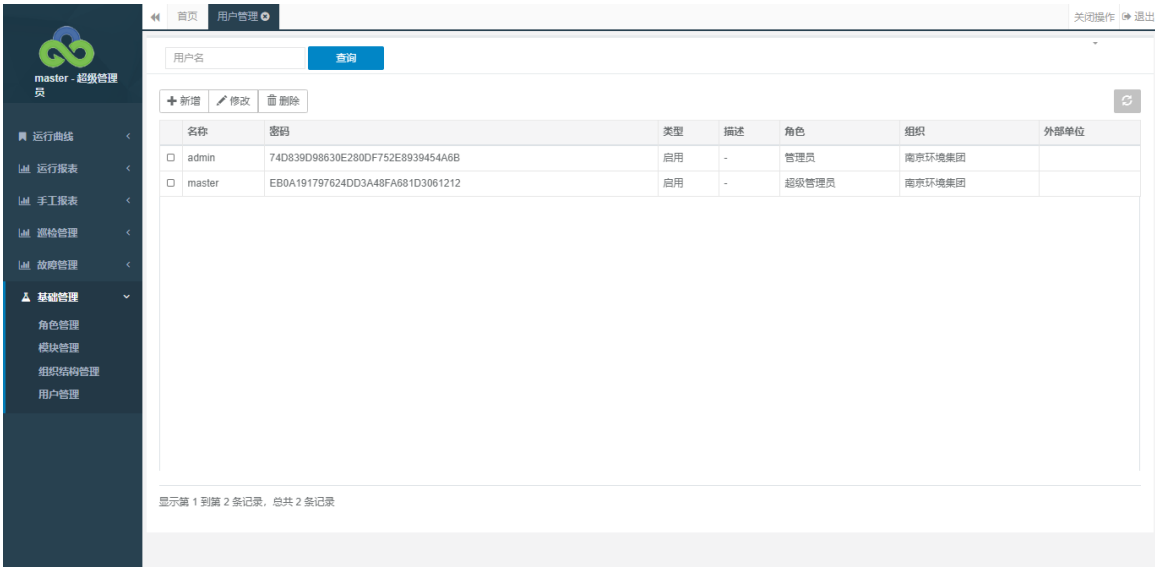 首页 用户管理 关闭操作 退出
master - 超级管理
员
用户名 查询
新增 修改 删除
名称 密码 类型 描述 角色 组织 外部单位
admin 74D839D98630E280DF752E8939454A6B 启用 - 管理员 南京环境集团
master EB0A191797624DD3A48FA681D3061212 启用 - 超级管理员 南京环境集团
运行曲线
运行报表
手工报表
巡检管理
故障管理
基础管理
角色管理
模块管理
组织结构管理
用户管理
显示第 1 到第 2 条记录，总共 2 条记录